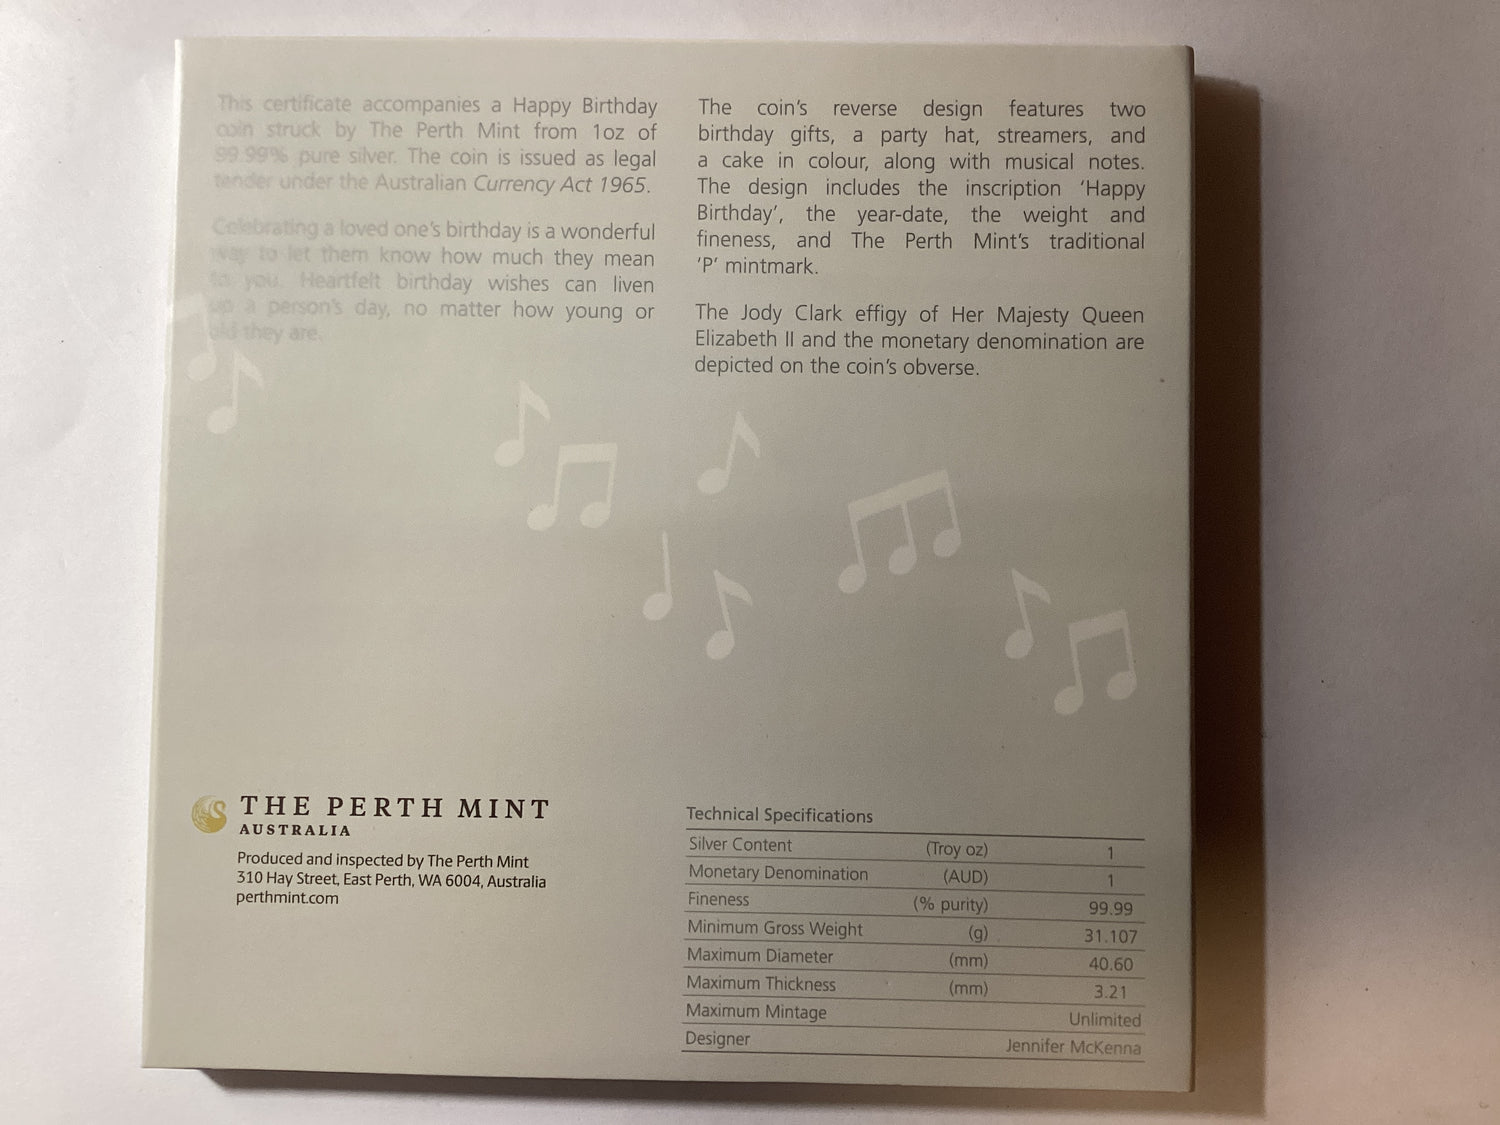 This certificate accompanies a Happy Birthday
coin struck by The Perth Mint from 1oz of
99.99% pure silver. The coin is issued as legal
tender under the Australian Currency Act 1965.
Celebrating a loved one's birthday is a wonderful
way to let them know how much they mean
to you. Heartfelt birthday wishes can liven
up a person's day, no matter how young or
old they are.
The coin's reverse design features two
birthday gifts, a party hat, streamers, and
a cake in colour, along with musical notes.
The design includes the inscription ‘Happy
Birthday’, the year-date, the weight and
fineness, and The Perth Mint's traditional
‘P’ mintmark.
The Jody Clark effigy of Her Majesty Queen
Elizabeth II and the monetary denomination are
depicted on the coin's obverse.
THE PERTH MINT
AUSTRALIA
Produced and inspected by The Perth Mint
310 Hay Street, East Perth, WA 6004, Australia
perthmint.com
Technical Specifications
Silver Content (Troy oz) 1
Monetary Denomination (AUD) 1
Fineness (% purity) 99.99
Minimum Gross Weight (g) 31.107
Maximum Diameter (mm) 40.60
Maximum Thickness (mm) 3.21
Maximum Mintage Unlimited
Designer Jennifer McKenna